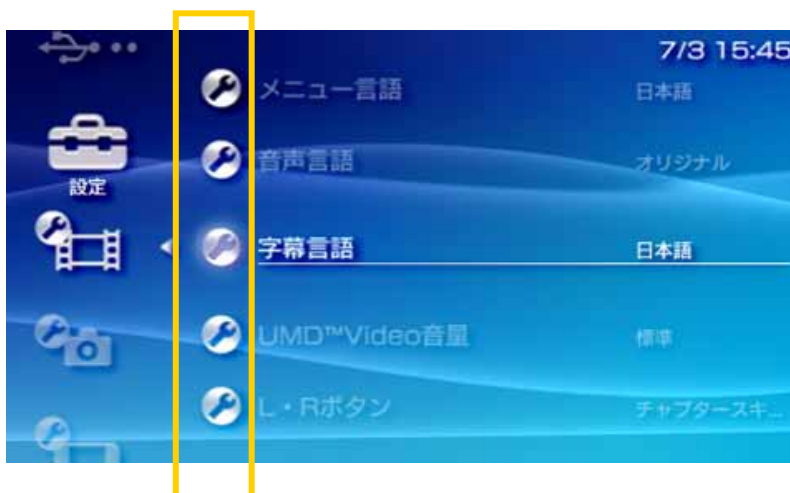 7/3 15:45
メニュー言語 日本語
音声言語 オリジナル
設定
字幕言語 日本語
UMD™Video音量 標準
L・Rボタン チャプタースキ...